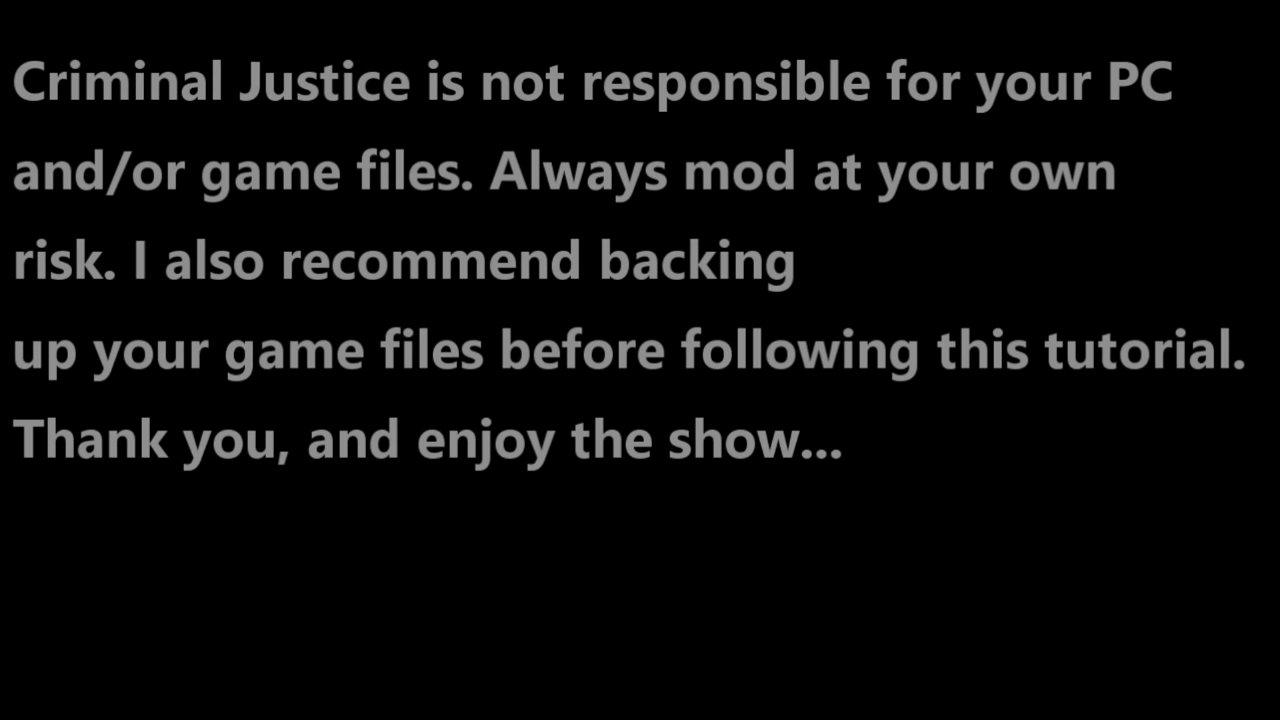 Criminal Justice is not responsible for your PC
and/or game files. Always mod at your own
risk. I also recommend backing
up your game files before following this tutorial.
Thank you, and enjoy the show...